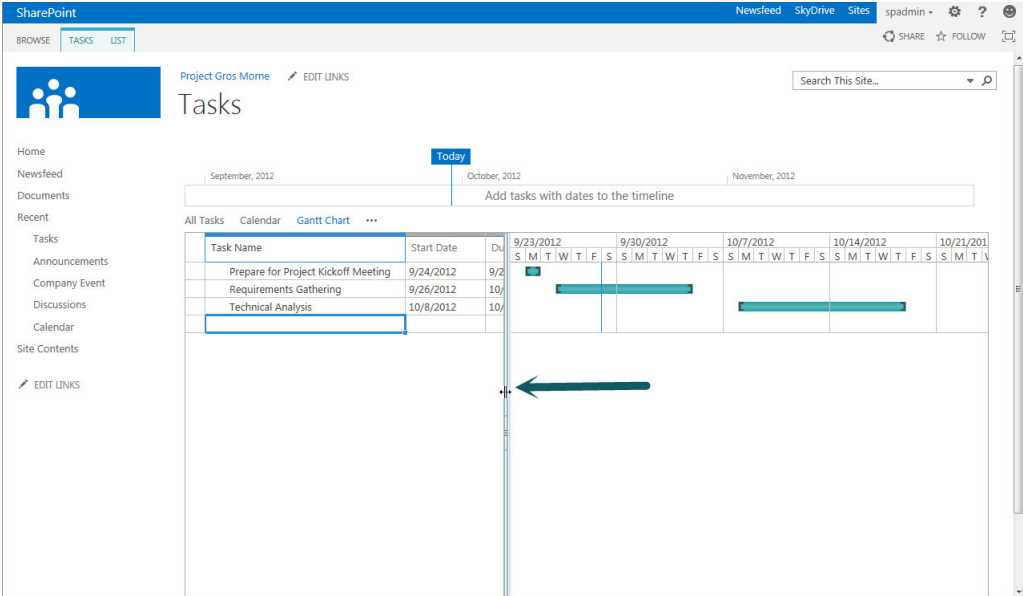 SharePoint Newsfeed SkyDrive Sites spadmin ?
BROWSE TASKS LIST SHARE FOLLOW
Project Gros Morne EDIT LINKS
Search This Site...
Tasks
Home
Newsfeed
Documents
Recent
Tasks
Announcements
Company Event
Discussions
Calendar
Site Contents
EDIT LINKS
Today
September, 2012 October, 2012 November, 2012
Add tasks with dates to the timeline
All Tasks Calendar Gantt Chart ...
Task Name Start Date Du
Prepare for Project Kickoff Meeting 9/24/2012 9/2
Requirements Gathering 9/26/2012 10/
Technical Analysis 10/8/2012 10/
9/23/2012 9/30/2012 10/7/2012 10/14/2012 10/21/201
S M T W T F S S M T W T F S S M T W T F S S M T W T F S S M T